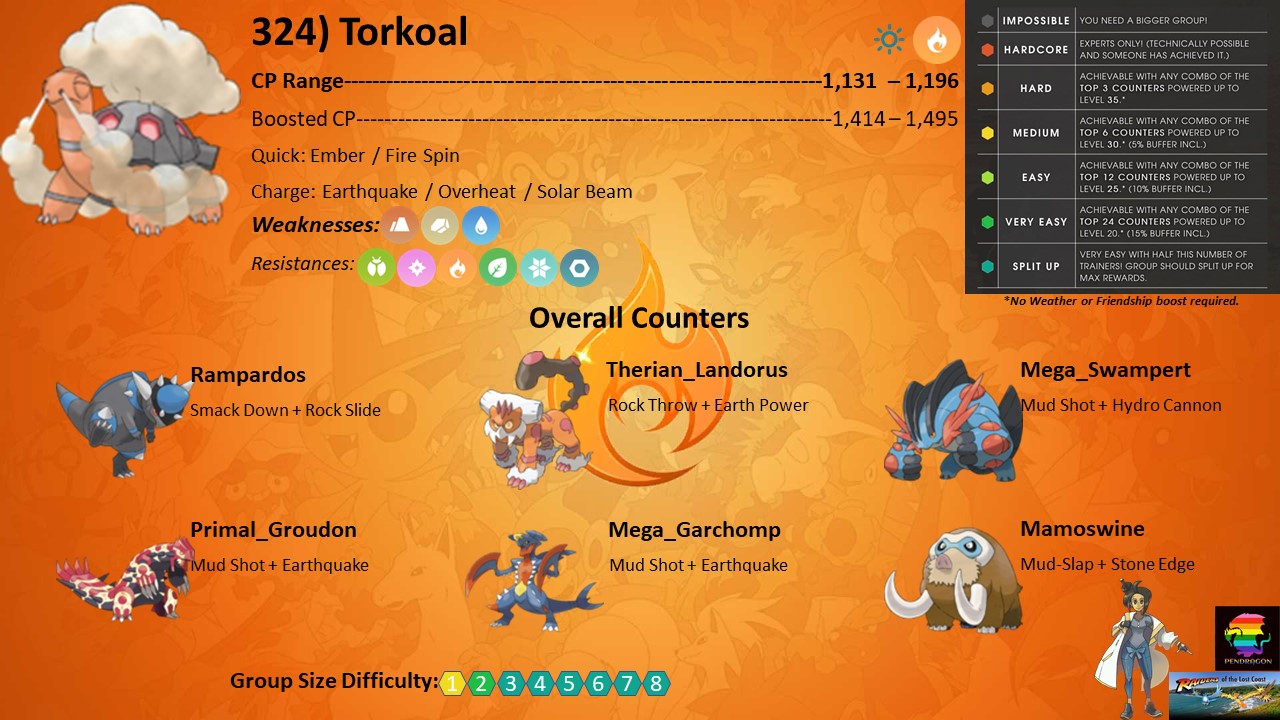 324) Torkoal
CP Range------------------------------------------------------------------------1,131 – 1,196
Boosted CP------------------------------------------------------------------------1,414 – 1,495
Quick: Ember / Fire Spin
Charge: Earthquake / Overheat / Solar Beam
Weaknesses:
Resistances:
IMPOSSIBLE YOU NEED A BIGGER GROUP!
HARDCORE EXPERTS ONLY! (TECHNICALLY POSSIBLE
AND SOMEONE HAS ACHIEVED IT.)
HARD ACHIEVABLE WITH ANY COMBO OF THE
TOP 3 COUNTERS POWERED UP TO
LEVEL 35.*
MEDIUM ACHIEVABLE WITH ANY COMBO OF THE
TOP 6 COUNTERS POWERED UP TO
LEVEL 30.* (5% BUFFER INCL.)
EASY ACHIEVABLE WITH ANY COMBO OF THE
TOP 12 COUNTERS POWERED UP TO
LEVEL 25.* (10% BUFFER INCL.)
VERY EASY ACHIEVABLE WITH ANY COMBO OF THE
TOP 24 COUNTERS POWERED UP TO
LEVEL 20.* (15% BUFFER INCL.)
SPLIT UP VERY EASY WITH HALF THIS NUMBER OF
TRAINERS! GROUP SHOULD SPLIT UP FOR
MAX REWARDS.
*No Weather or Friendship boost required.
Overall Counters
Rampardos
Smack Down + Rock Slide
Therian_Landorus
Rock Throw + Earth Power
Mega_Swampert
Mud Shot + Hydro Cannon
Primal_Groudon
Mud Shot + Earthquake
Mega_Garchomp
Mud Shot + Earthquake
Mamoswine
Mud-Slap + Stone Edge
Group Size Difficulty: 1 2 3 4 5 6 7 8
PENDRAGON
RAIDERS of the Lost Coast